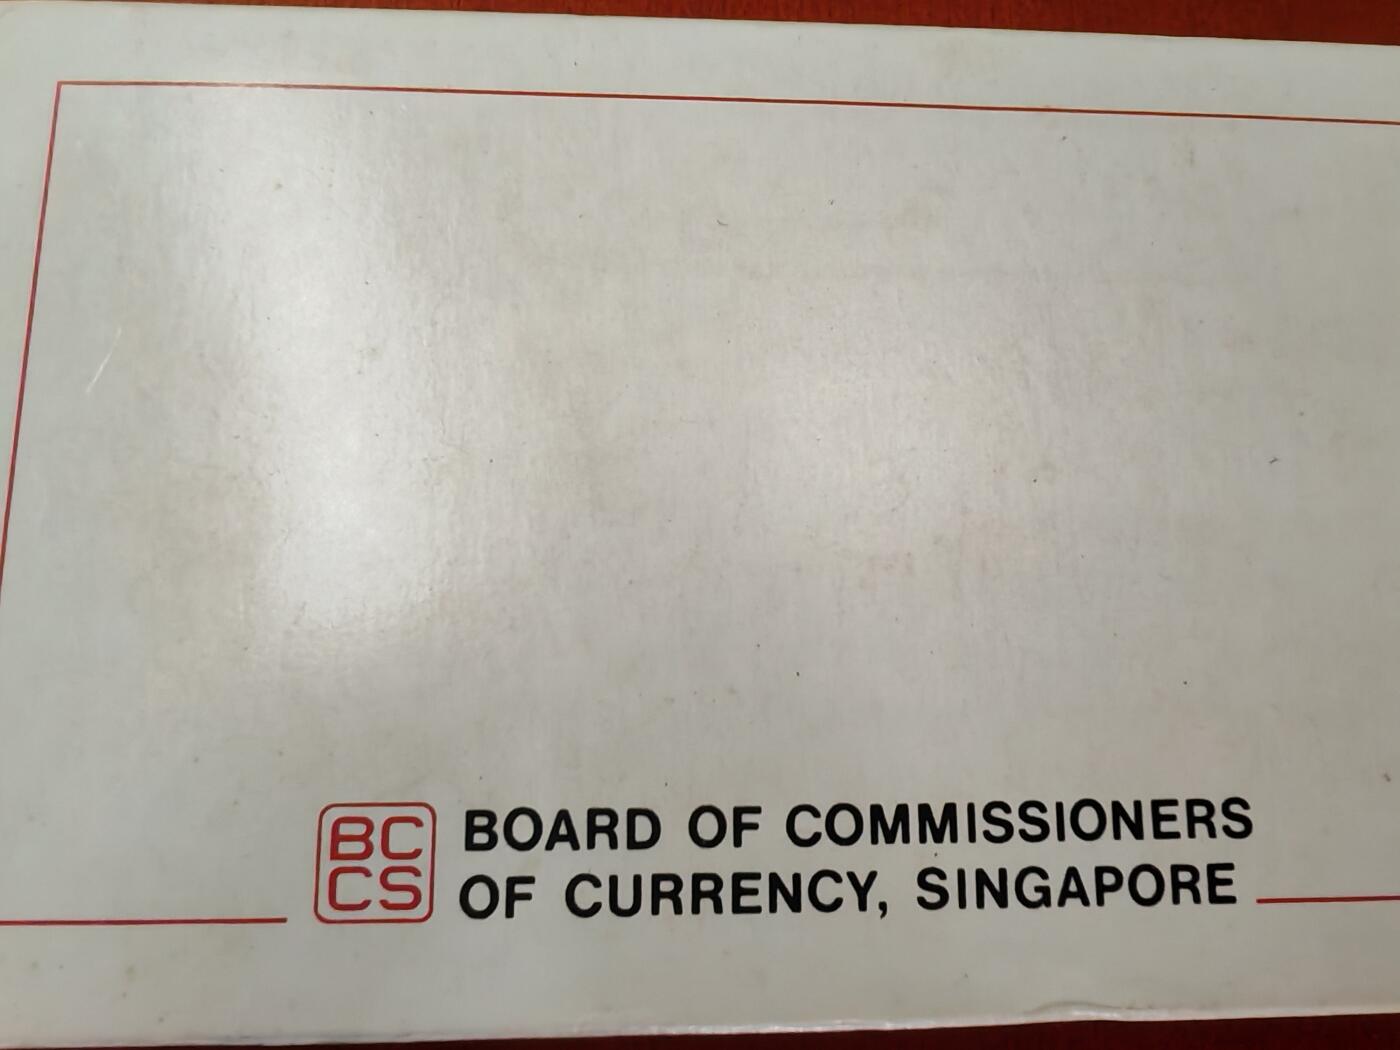 BC
CS
BOARD OF COMMISSIONERS
OF CURRENCY, SINGAPORE